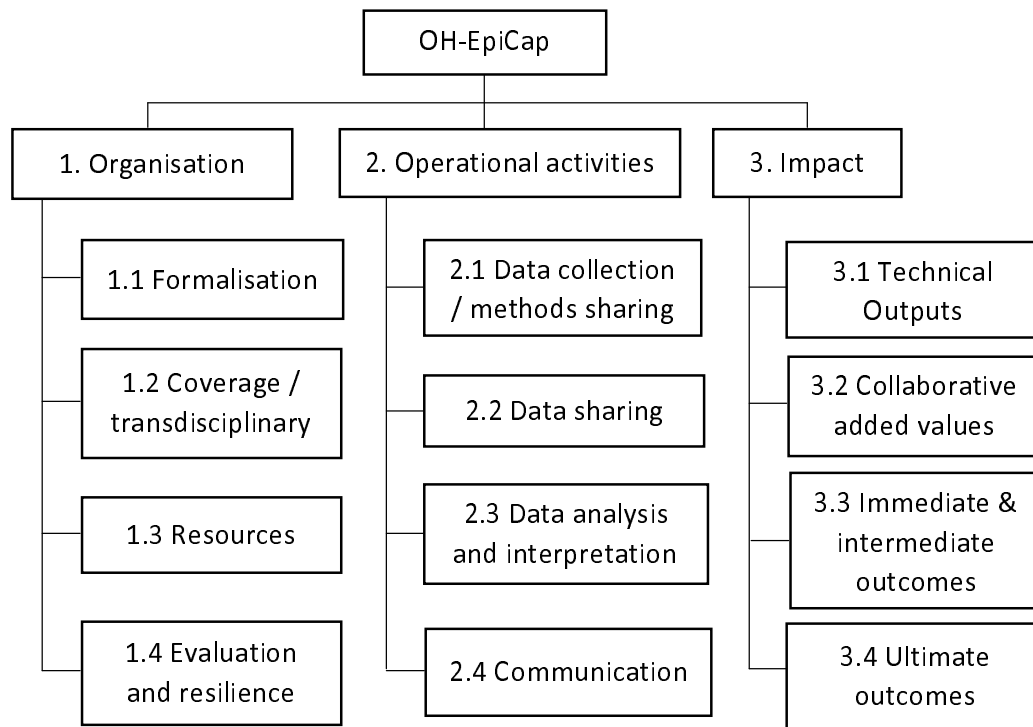 OH-EpiCap
1. Organisation
1.1 Formalisation
1.2 Coverage /
transdisciplinary
1.3 Resources
1.4 Evaluation
and resilience
2. Operational activities
2.1 Data collection
/ methods sharing
2.2 Data sharing
2.3 Data analysis
and interpretation
2.4 Communication
3. Impact
3.1 Technical
Outputs
3.2 Collaborative
added values
3.3 Immediate &
intermediate
outcomes
3.4 Ultimate
outcomes